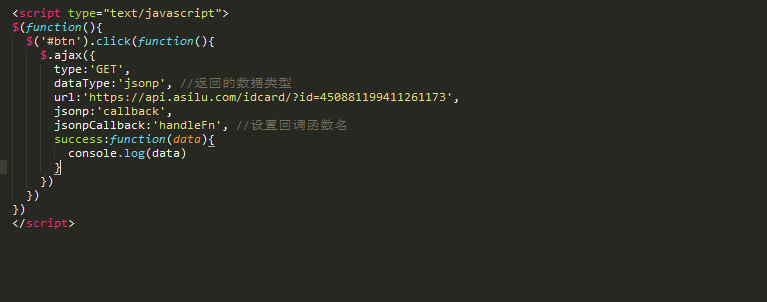 <script type="text/javascript">
$(function(){
$('#btn').click(function(){
$.ajax({
type:'GET',
dataType:'jsonp', //返回的数据类型
url:'https://api.asilu.com/idcard/?id=450881199411261173',
jsonp:'callback',
jsonpCallback:'handleFn', //设置回调函数名
success:function(data){
console.log(data)
}
})
})
})
</script>